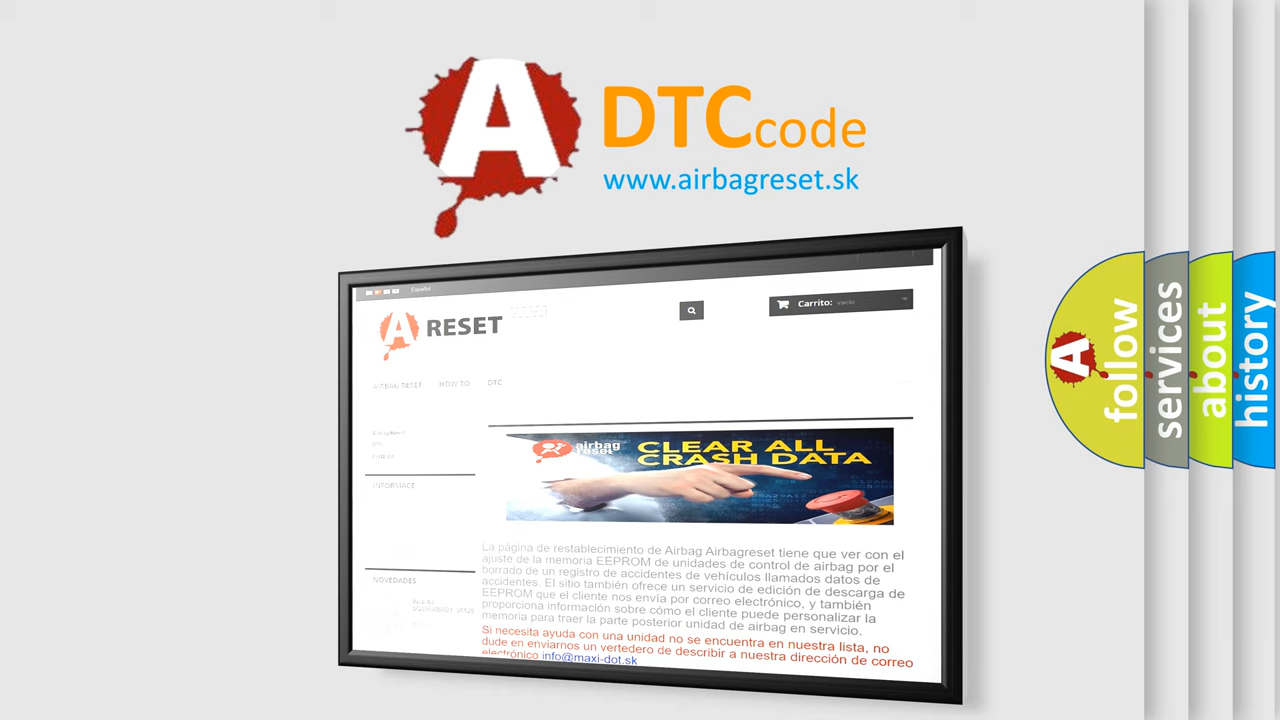 A DTCcode
www.airbagreset.sk
Español
A RESET
Carrito: vacío
AIRBAG RESET HOW TO DTC
INFORMACE
NOVEDADES
airbag
reset
CLEAR ALL
CRASH DATA
La página de restablecimiento de Airbag Airbagreset tiene que ver con el
ajuste de la memoria EEPROM de unidades de control de airbag por el
borrado de un registro de accidentes de vehículos llamados datos de
accidentes. El sitio también ofrece un servicio de edición de descarga de
EEPROM que el cliente nos envía por correo electrónico, y también
proporciona información sobre cómo el cliente puede personalizar la
memoria para traer la parte posterior unidad de airbag en servicio.
Si necesita ayuda con una unidad no se encuentra en nuestra lista, no
dude en enviarnos un vertedero de describir a nuestra dirección de correo
electrónico info@maxi-dot.sk
A
follow
services
about
history